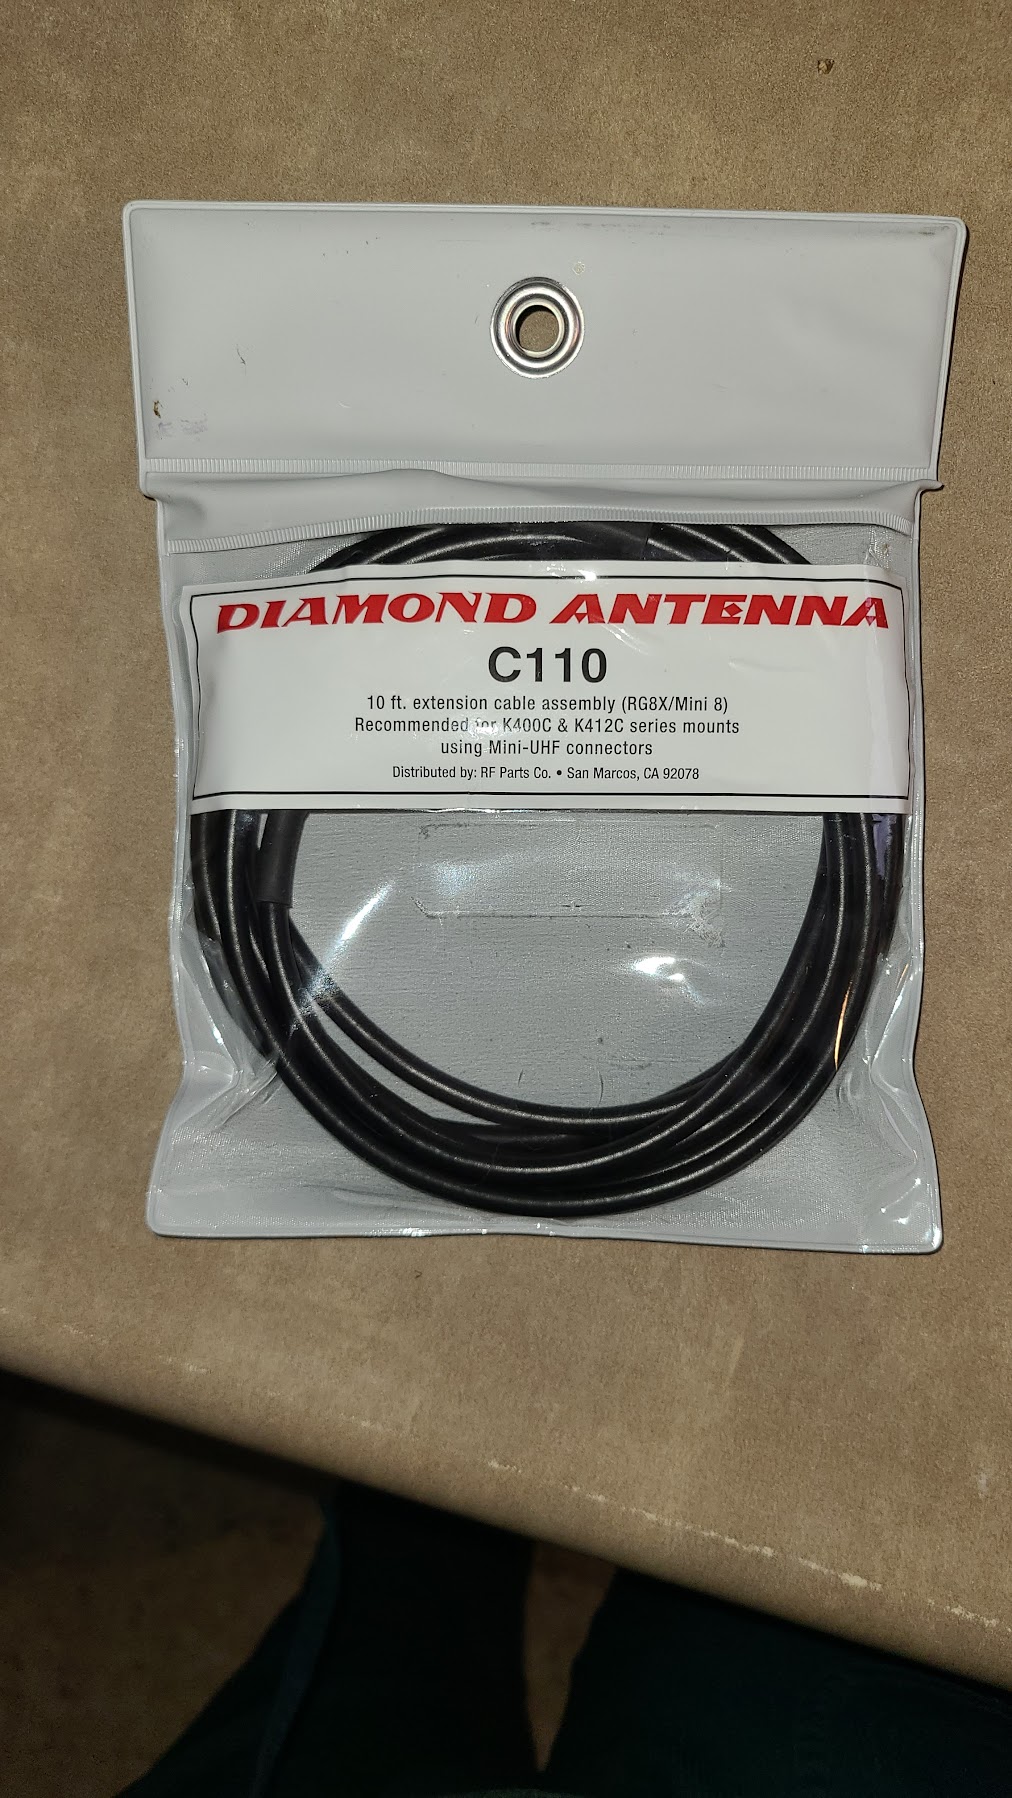 DIAMOND ANTENNA
C110
10 ft. extension cable assembly (RG8X/Mini 8)
Recommended for K400C & K412C series mounts
using Mini-UHF connectors
Distributed by: RF Parts Co. • San Marcos, CA 92078